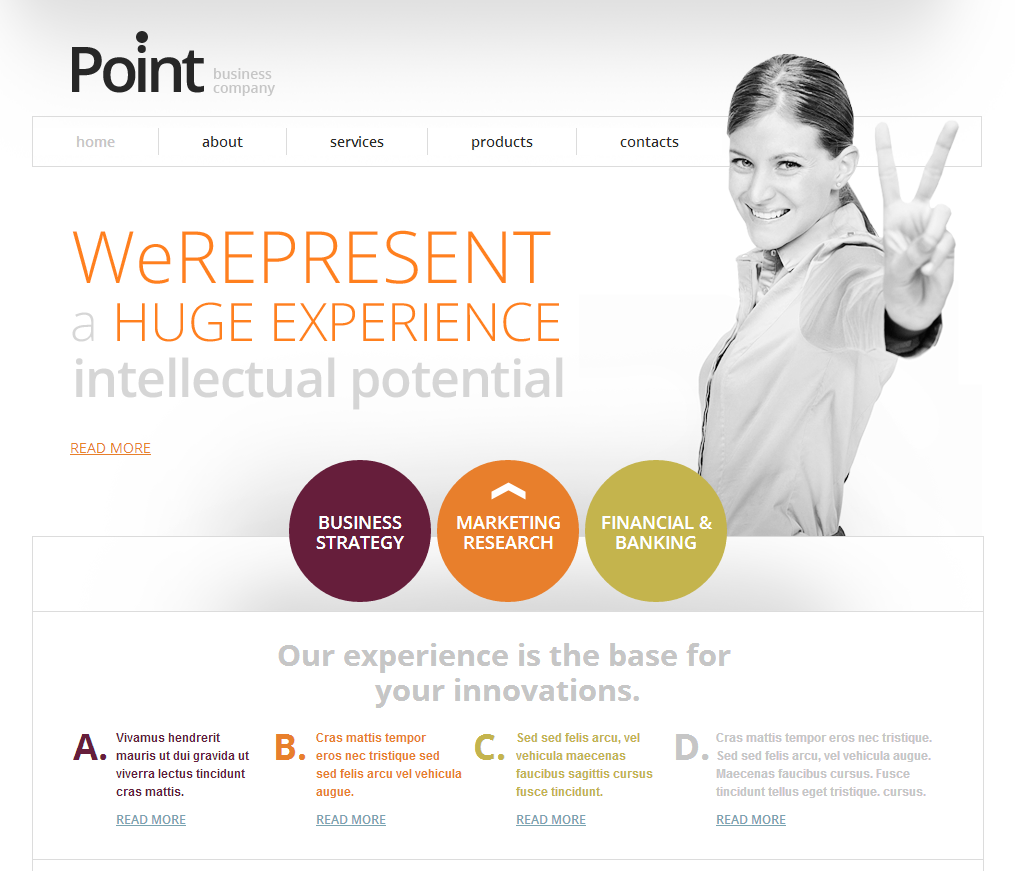 Point
business
company
home about services products contacts
WeREPRESENT
a HUGE EXPERIENCE
intellectual potential
READ MORE
BUSINESS
STRATEGY
MARKETING
RESEARCH
FINANCIAL &
BANKING
Our experience is the base for
your innovations.
A.
Vivamus hendrerit
mauris ut dui gravida ut
viverra lectus tincidunt
cras mattis.
READ MORE
B.
Cras mattis tempor
eros nec tristique sed
sed felis arcu vel vehicula
augue.
READ MORE
C.
Sed sed felis arcu, vel
vehicula maecenas
faucibus sagittis cursus
fusce tincidunt.
READ MORE
D.
Cras mattis tempor eros nec tristique.
Sed sed felis arcu, vel vehicula augue.
Maecenas faucibus cursus. Fusce
tincidunt tellus eget tristique. cursus.
READ MORE